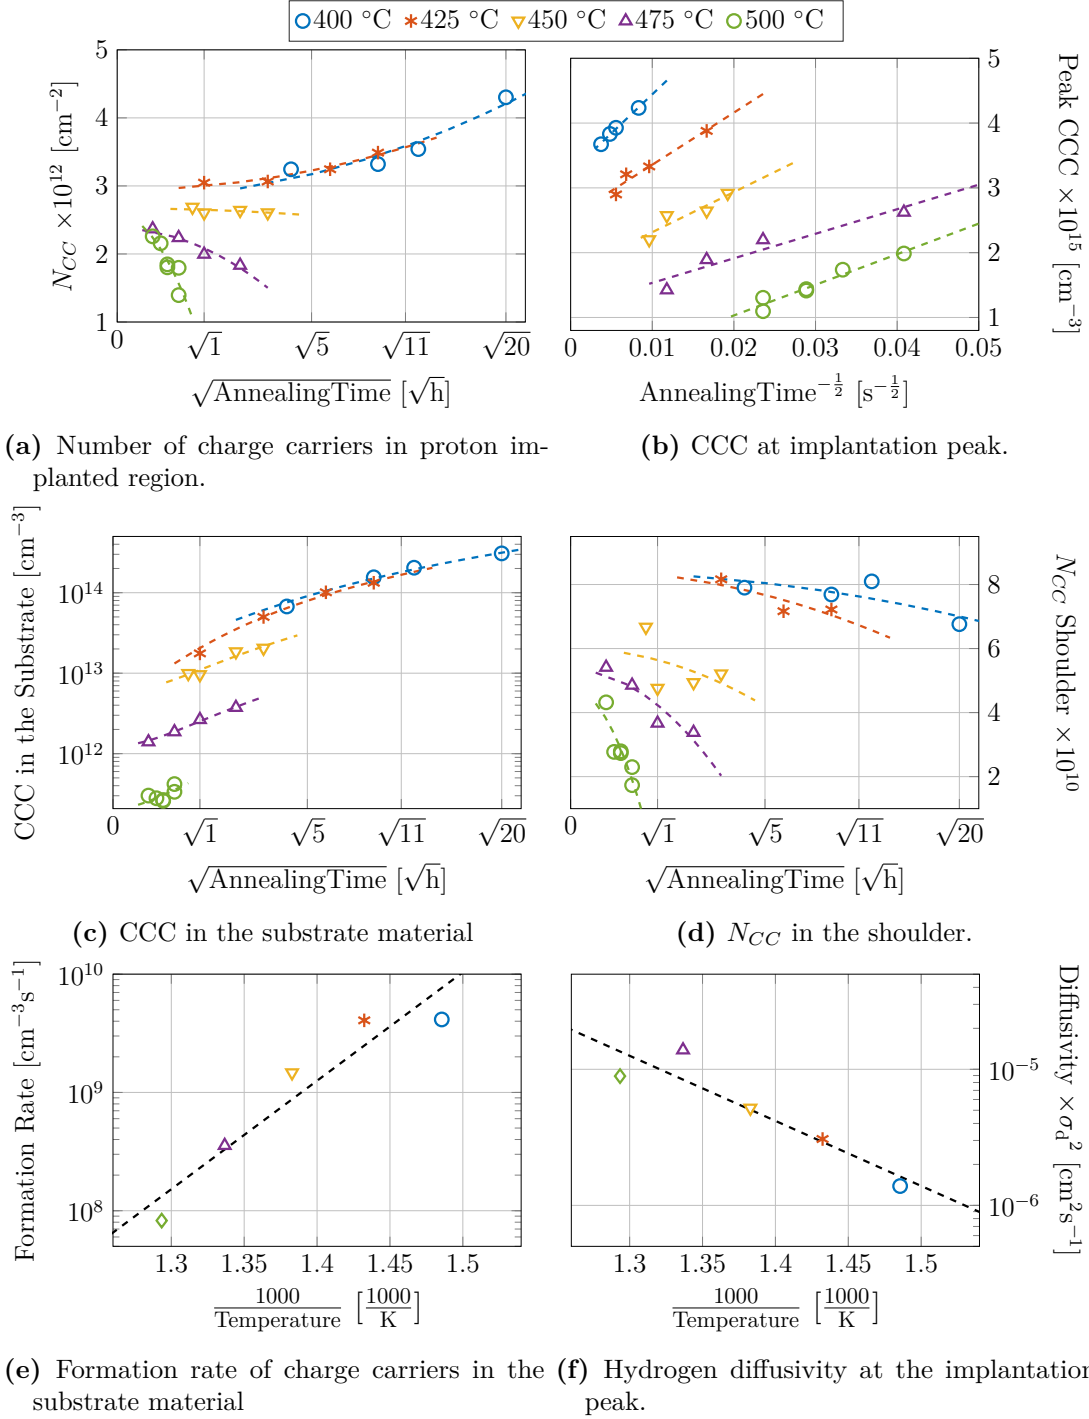 400 °C 425 °C 450 °C 475 °C 500 °C
N_CC ×10^12 [cm^−2]
5
4
3
2
1
0 √1 √5 √11 √20
√AnnealingTime [√h]
(a) Number of charge carriers in proton im-
planted region.
Peak CCC ×10^15 [cm^−3]
5
4
3
2
1
0 0.01 0.02 0.03 0.04 0.05
AnnealingTime^−1/2 [s^−1/2]
(b) CCC at implantation peak.
CCC in the Substrate [cm^−3]
10^14
10^13
10^12
0 √1 √5 √11 √20
√AnnealingTime [√h]
(c) CCC in the substrate material
N_CC Shoulder ×10^10
8
6
4
2
0 √1 √5 √11 √20
√AnnealingTime [√h]
(d) N_CC in the shoulder.
Formation Rate [cm^−3s^−1]
10^10
10^9
10^8
1.3 1.35 1.4 1.45 1.5
1000/Temperature [1000/K]
(e) Formation rate of charge carriers in the
substrate material
Diffusivity ×σ_d^2 [cm^2s^−1]
10^−5
10^−6
1.3 1.35 1.4 1.45 1.5
1000/Temperature [1000/K]
(f) Hydrogen diffusivity at the implantation
peak.